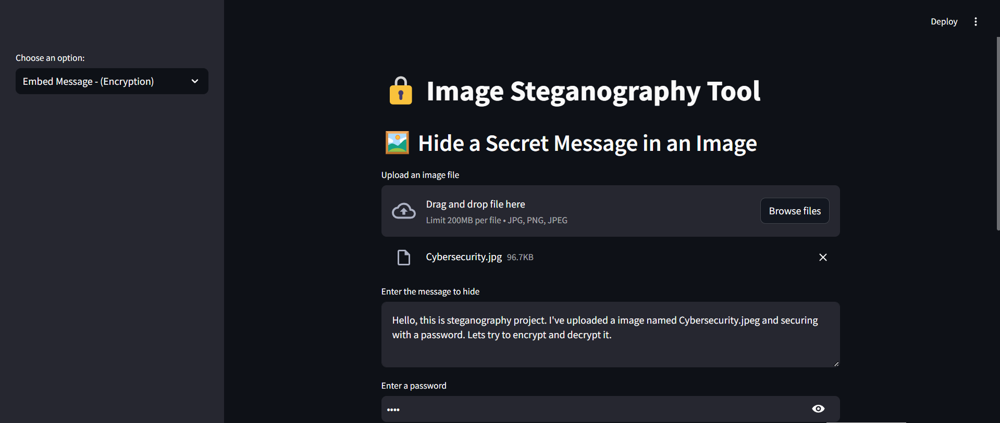 Deploy
Choose an option:
Embed Message - (Encryption)
Image Steganography Tool
Hide a Secret Message in an Image
Upload an image file
Drag and drop file here
Limit 200MB per file • JPG, PNG, JPEG
Browse files
Cybersecurity.jpg 96.7KB
Enter the message to hide
Hello, this is steganography project. I've uploaded a image named Cybersecurity.jpeg and securing
with a password. Lets try to encrypt and decrypt it.
Enter a password
••••